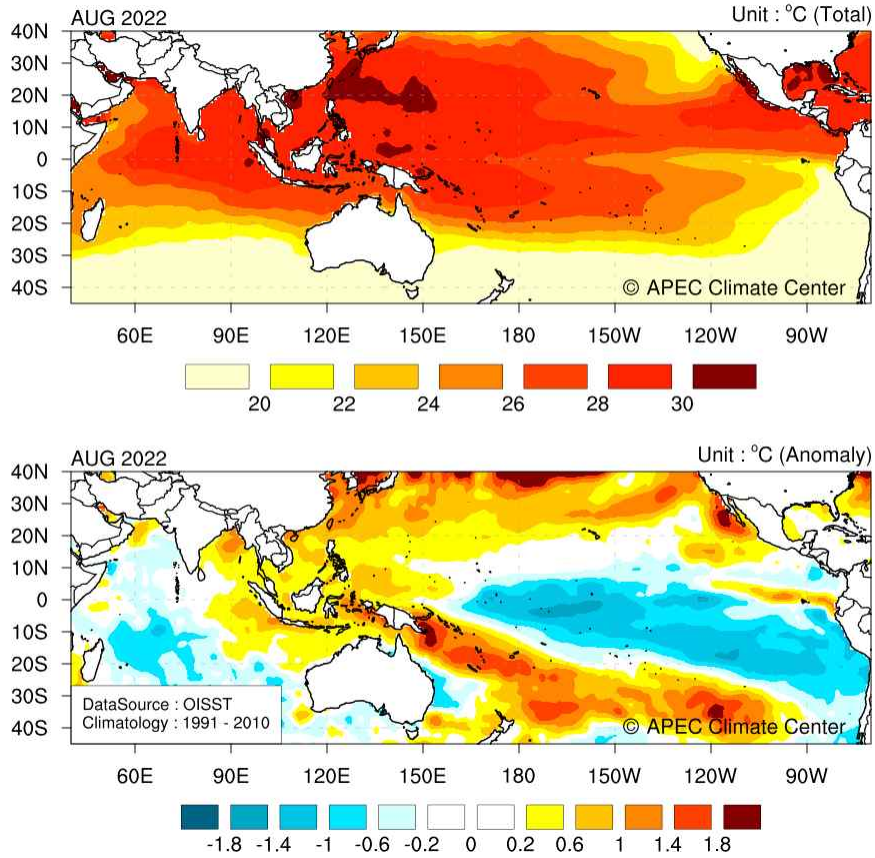 AUG 2022 Unit : °C (Total)
40N
30N
20N
10N
0
10S
20S
30S
40S
© APEC Climate Center
60E 90E 120E 150E 180 150W 120W 90W
20 22 24 26 28 30
AUG 2022 Unit : °C (Anomaly)
40N
30N
20N
10N
0
10S
20S
30S
40S
DataSource : OISST
Climatology : 1991 - 2010
© APEC Climate Center
60E 90E 120E 150E 180 150W 120W 90W
-1.8 -1.4 -1 -0.6 -0.2 0 0.2 0.6 1 1.4 1.8